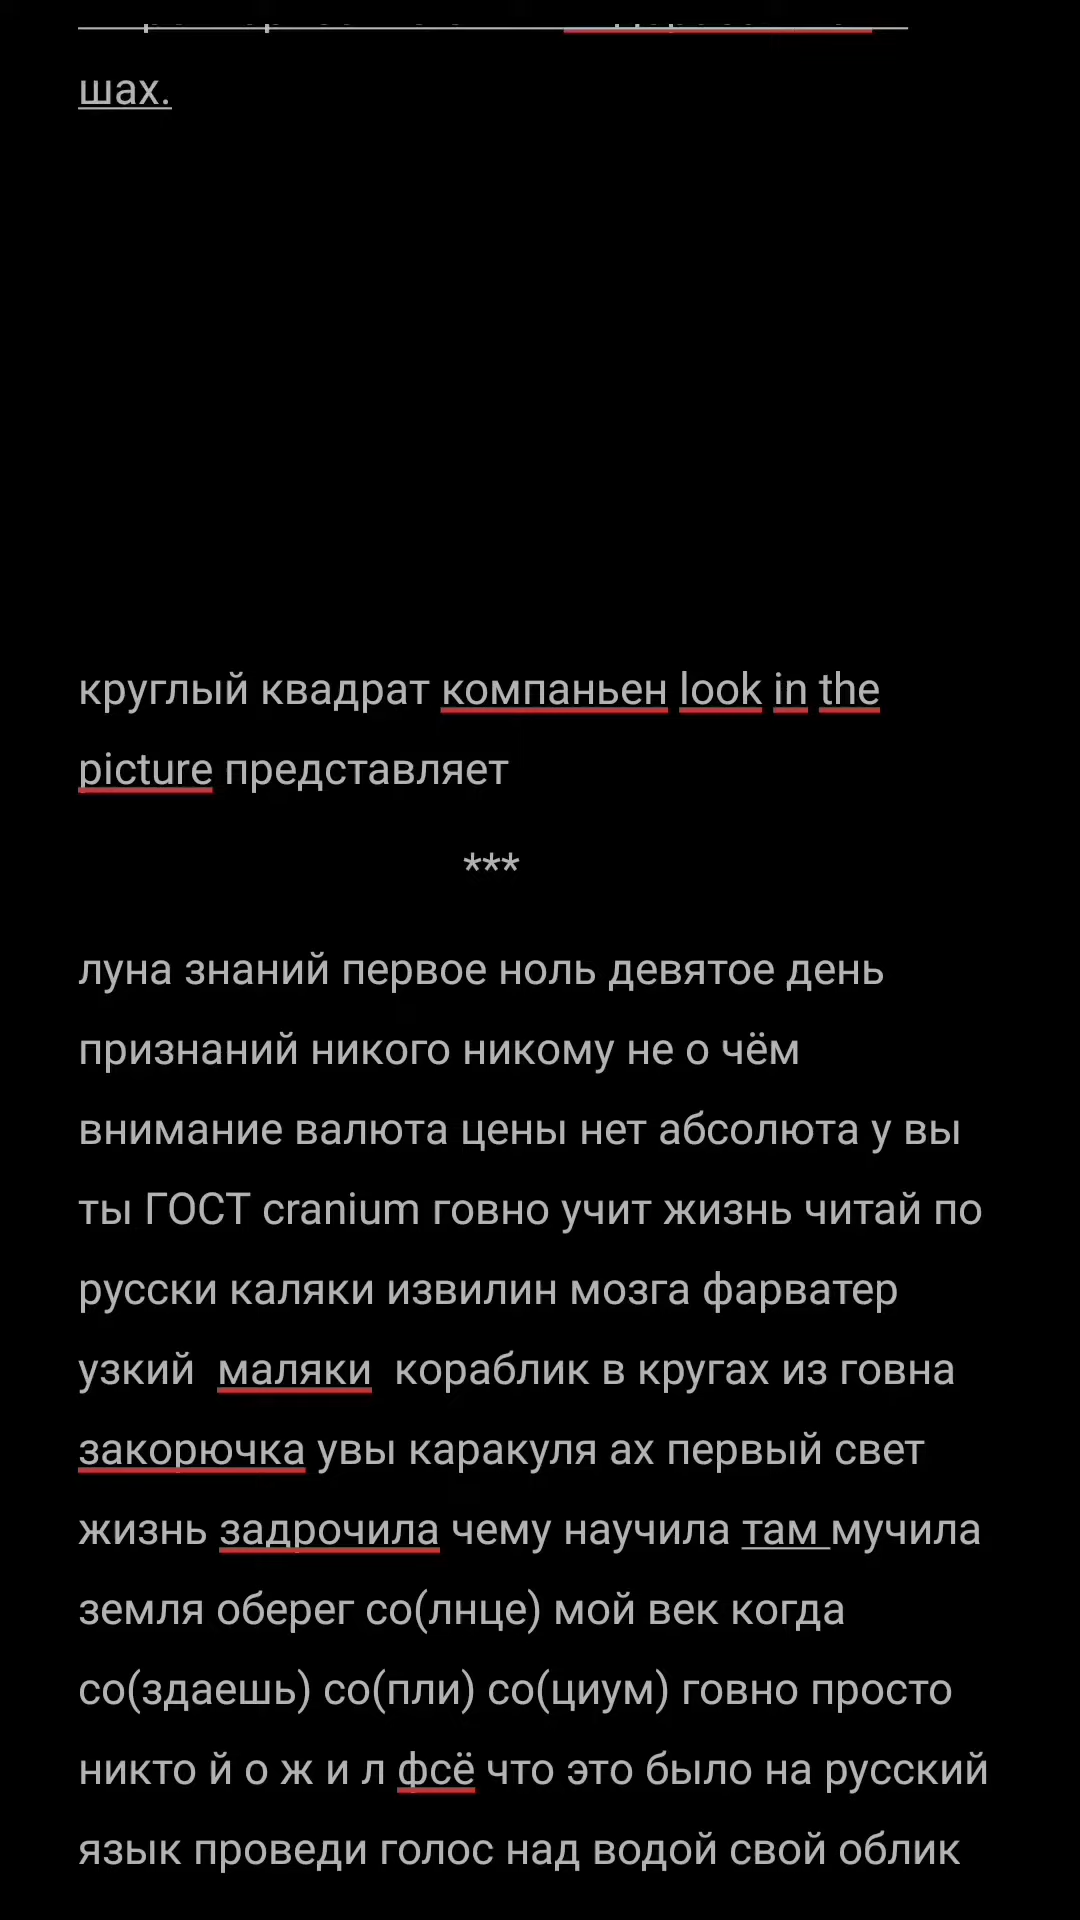 шах.
круглый квадрат компаньен look in the
picture представляет
***
луна знаний первое ноль девятое день
признаний никого никому не о чём
внимание валюта цены нет абсолюта у вы
ты ГОСТ cranium говно учит жизнь читай по
русски каляки извилин мозга фарватер
узкий маляки кораблик в кругах из говна
закорючка увы каракуля ах первый свет
жизнь задрочила чему научила там мучила
земля оберег со(лнце) мой век когда
со(здаешь) со(пли) со(циум) говно просто
никто й о ж и л фсё что это было на русский
язык проведи голос над водой свой облик